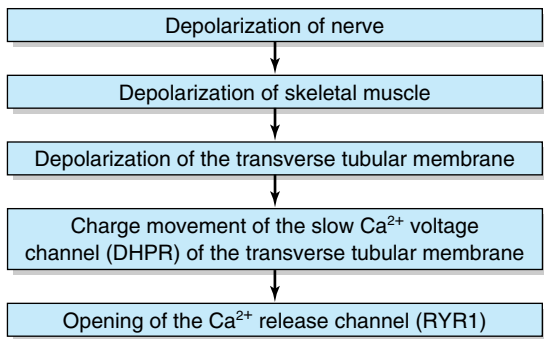 Depolarization of nerve
Depolarization of skeletal muscle
Depolarization of the transverse tubular membrane
Charge movement of the slow Ca²⁺ voltage
channel (DHPR) of the transverse tubular membrane
Opening of the Ca²⁺ release channel (RYR1)